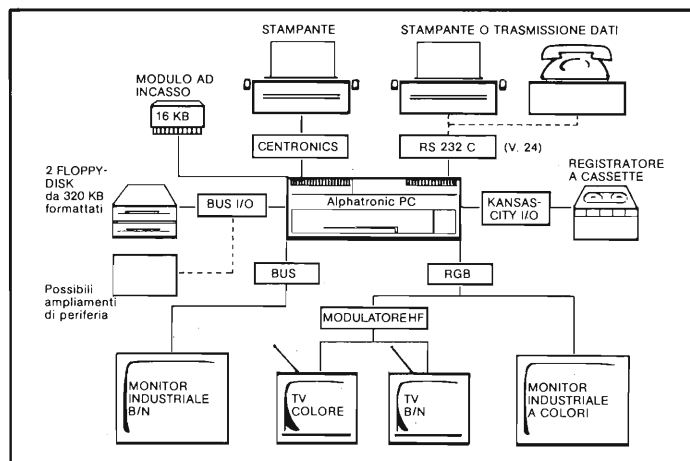 STAMPANTE
STAMPANTE O TRASMISSIONE DATI
MODULO AD
INCASSO
16 KB
CENTRONICS
RS 232 C
(V. 24)
2 FLOPPY-
DISK
da 320 KB
formattati
BUS I/O
Alphatronic PC
KANSAS-
CITY I/O
REGISTRATORE
A CASSETTE
Possibili
ampliamenti
di periferia
BUS
RGB
MODULATORE HF
MONITOR
INDUSTRIALE
B/N
TV
COLORE
TV
B/N
MONITOR
INDUSTRIALE
A COLORI